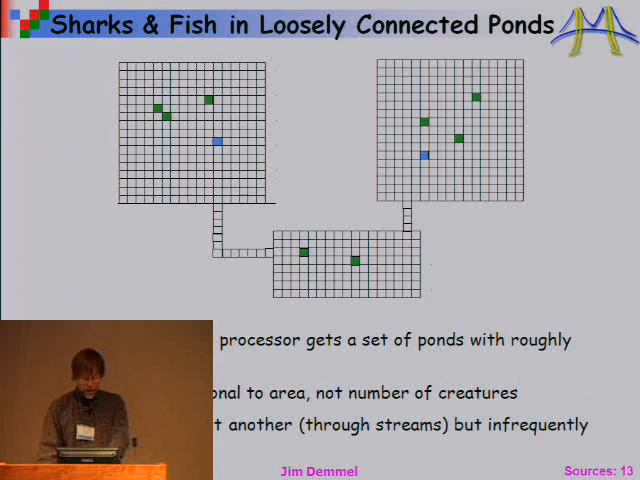 Sharks & Fish in Loosely Connected Ponds
processor gets a set of ponds with roughly
onal to area, not number of creatures
t another (through streams) but infrequently
Jim Demmel
Sources: 13